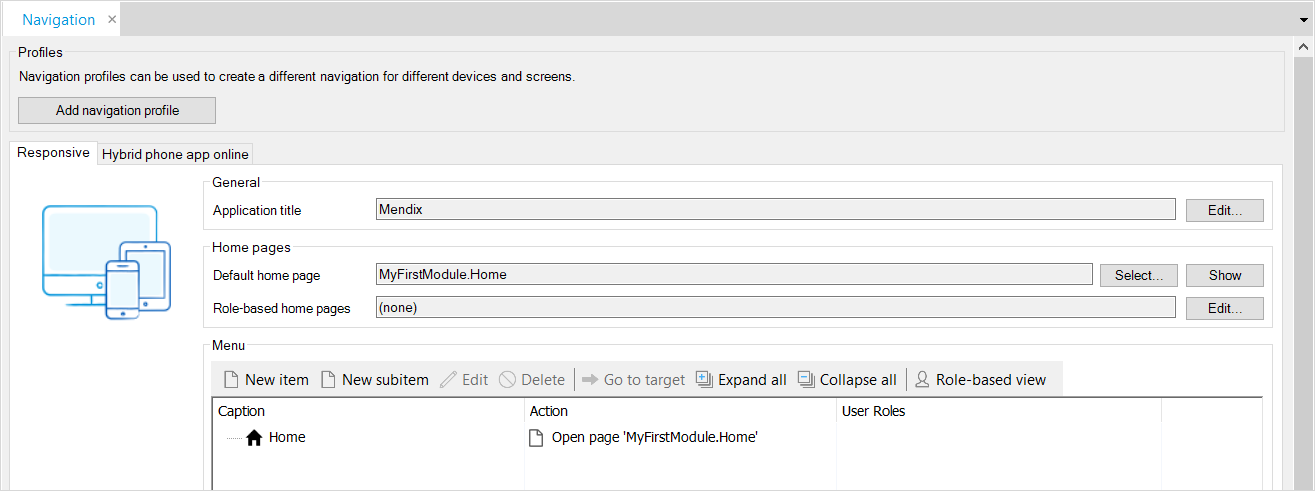 Navigation
Profiles
Navigation profiles can be used to create a different navigation for different devices and screens.
Add navigation profile
Responsive Hybrid phone app online
General
Application title Mendix Edit...
Home pages
Default home page MyFirstModule.Home Select... Show
Role-based home pages (none) Edit...
Menu
New item New subitem Edit Delete Go to target Expand all Collapse all Role-based view
Caption Action User Roles
Home Open page 'MyFirstModule.Home'